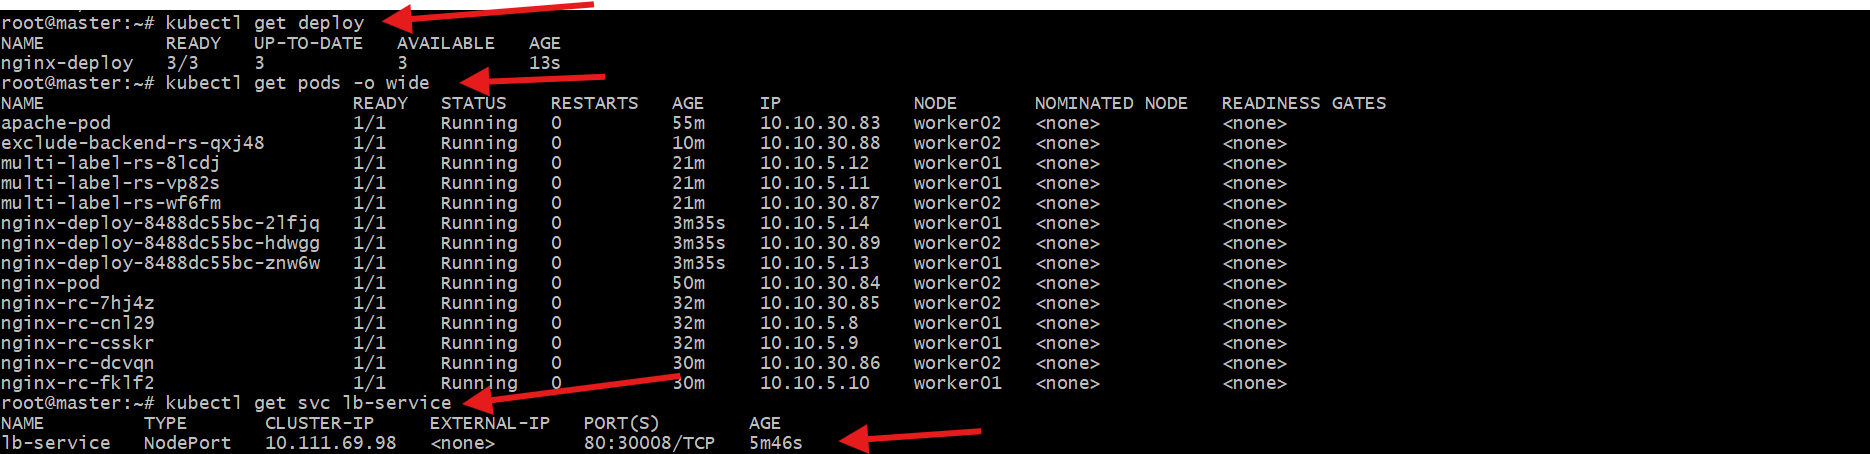 root@master:~# kubectl get deploy
NAME           READY   UP-TO-DATE   AVAILABLE   AGE
nginx-deploy   3/3     3            3           13s
root@master:~# kubectl get pods -o wide
NAME                            READY   STATUS    RESTARTS   AGE     IP            NODE       NOMINATED NODE   READINESS GATES
apache-pod                      1/1     Running   0          55m     10.10.30.83   worker02   <none>           <none>
exclude-backend-rs-qxj48        1/1     Running   0          10m     10.10.30.88   worker02   <none>           <none>
multi-label-rs-8lcdj            1/1     Running   0          21m     10.10.5.12    worker01   <none>           <none>
multi-label-rs-vp82s            1/1     Running   0          21m     10.10.5.11    worker01   <none>           <none>
multi-label-rs-wf6fm            1/1     Running   0          21m     10.10.30.87   worker02   <none>           <none>
nginx-deploy-8488dc55bc-2lfjq   1/1     Running   0          3m35s   10.10.5.14    worker01   <none>           <none>
nginx-deploy-8488dc55bc-hdwgg   1/1     Running   0          3m35s   10.10.30.89   worker02   <none>           <none>
nginx-deploy-8488dc55bc-znw6w   1/1     Running   0          3m35s   10.10.5.13    worker01   <none>           <none>
nginx-pod                       1/1     Running   0          50m     10.10.30.84   worker02   <none>           <none>
nginx-rc-7hj4z                  1/1     Running   0          32m     10.10.30.85   worker02   <none>           <none>
nginx-rc-cnl29                  1/1     Running   0          32m     10.10.5.8     worker01   <none>           <none>
nginx-rc-csskr                  1/1     Running   0          32m     10.10.5.9     worker01   <none>           <none>
nginx-rc-dcvqn                  1/1     Running   0          30m     10.10.30.86   worker02   <none>           <none>
nginx-rc-fklf2                  1/1     Running   0          30m     10.10.5.10    worker01   <none>           <none>
root@master:~# kubectl get svc lb-service
NAME         TYPE       CLUSTER-IP     EXTERNAL-IP   PORT(S)        AGE
lb-service   NodePort   10.111.69.98   <none>        80:30008/TCP   5m46s